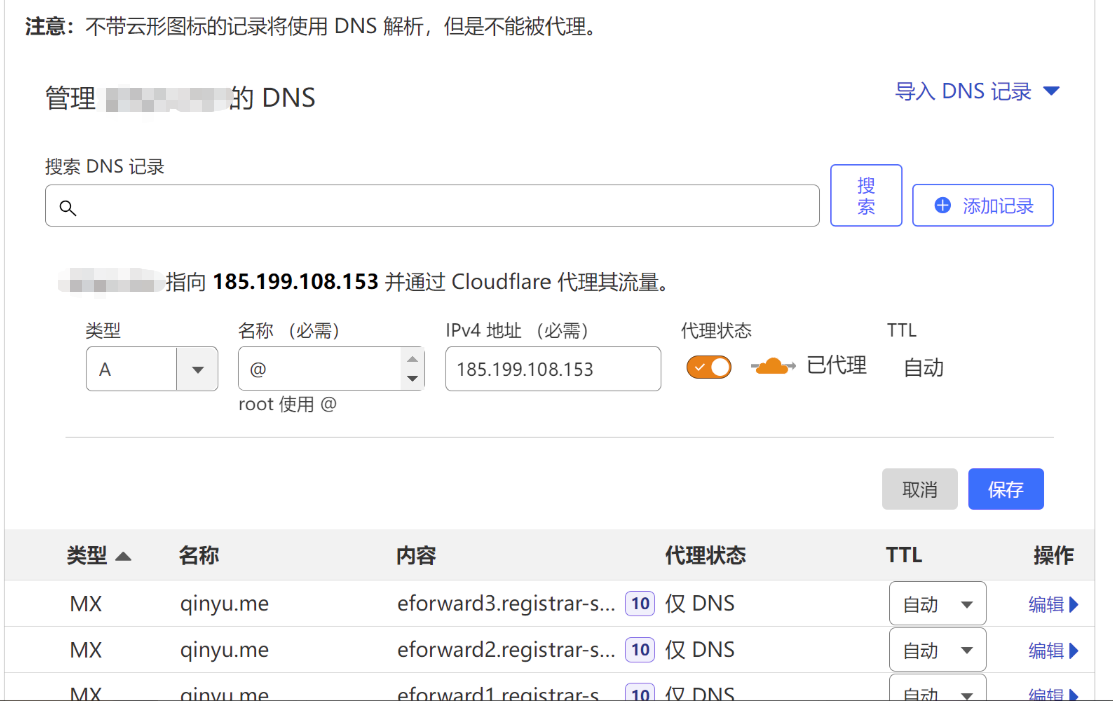 注意：不带云形图标的记录将使用 DNS 解析，但是不能被代理。
管理 的 DNS
导入 DNS 记录
搜索 DNS 记录
搜
索
添加记录
指向 185.199.108.153 并通过 Cloudflare 代理其流量。
类型 名称 （必需） IPv4 地址 （必需） 代理状态 TTL
A @ 185.199.108.153 已代理 自动
root 使用 @
取消 保存
类型 名称 内容 代理状态 TTL 操作
MX qinyu.me eforward3.registrar-s... 10 仅 DNS 自动 编辑
MX qinyu.me eforward2.registrar-s... 10 仅 DNS 自动 编辑
MX qinyu.me eforward1.registrar-s... 10 仅 DNS 自动 编辑